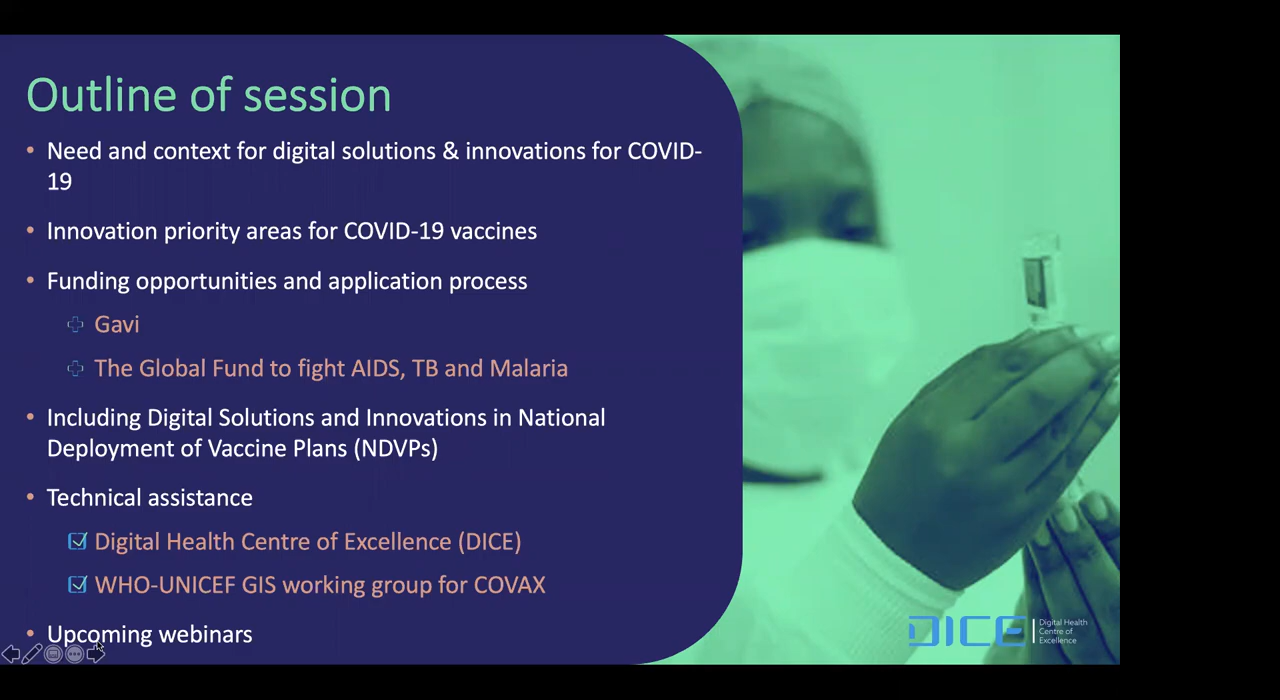 Outline of session
• Need and context for digital solutions & innovations for COVID-
19
• Innovation priority areas for COVID-19 vaccines
• Funding opportunities and application process
Gavi
The Global Fund to fight AIDS, TB and Malaria
• Including Digital Solutions and Innovations in National
Deployment of Vaccine Plans (NDVPs)
• Technical assistance
Digital Health Centre of Excellence (DICE)
WHO-UNICEF GIS working group for COVAX
• Upcoming webinars
DICE
Digital Health
Centre of
Excellence